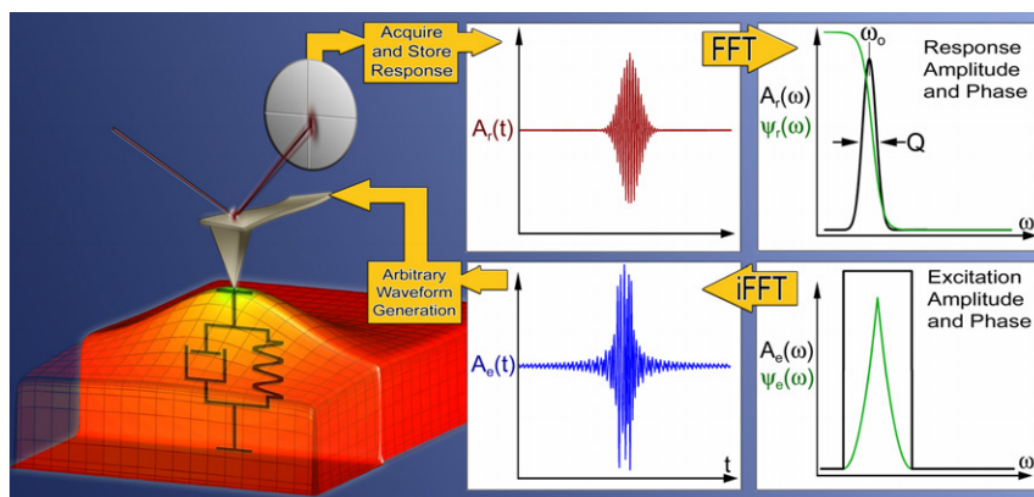 Acquire
and Store
Response
Aᵣ(t)
FFT
ωₒ
Response
Amplitude
and Phase
Aᵣ(ω)
ψᵣ(ω)
Q
ω
Arbitrary
Waveform
Generation
Aₑ(t)
t
iFFT
Excitation
Amplitude
and Phase
Aₑ(ω)
ψₑ(ω)
ω